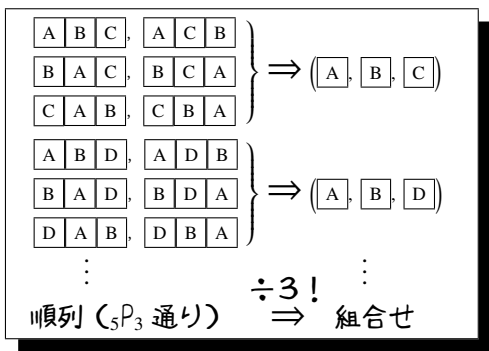 A B C, A C B
B A C, B C A ⇒ (A, B, C)
C A B, C B A
A B D, A D B
B A D, B D A ⇒ (A, B, D)
D A B, D B A
⋮ ⋮
÷3!
順列 (₅P₃ 通り) ⇒ 組合せ